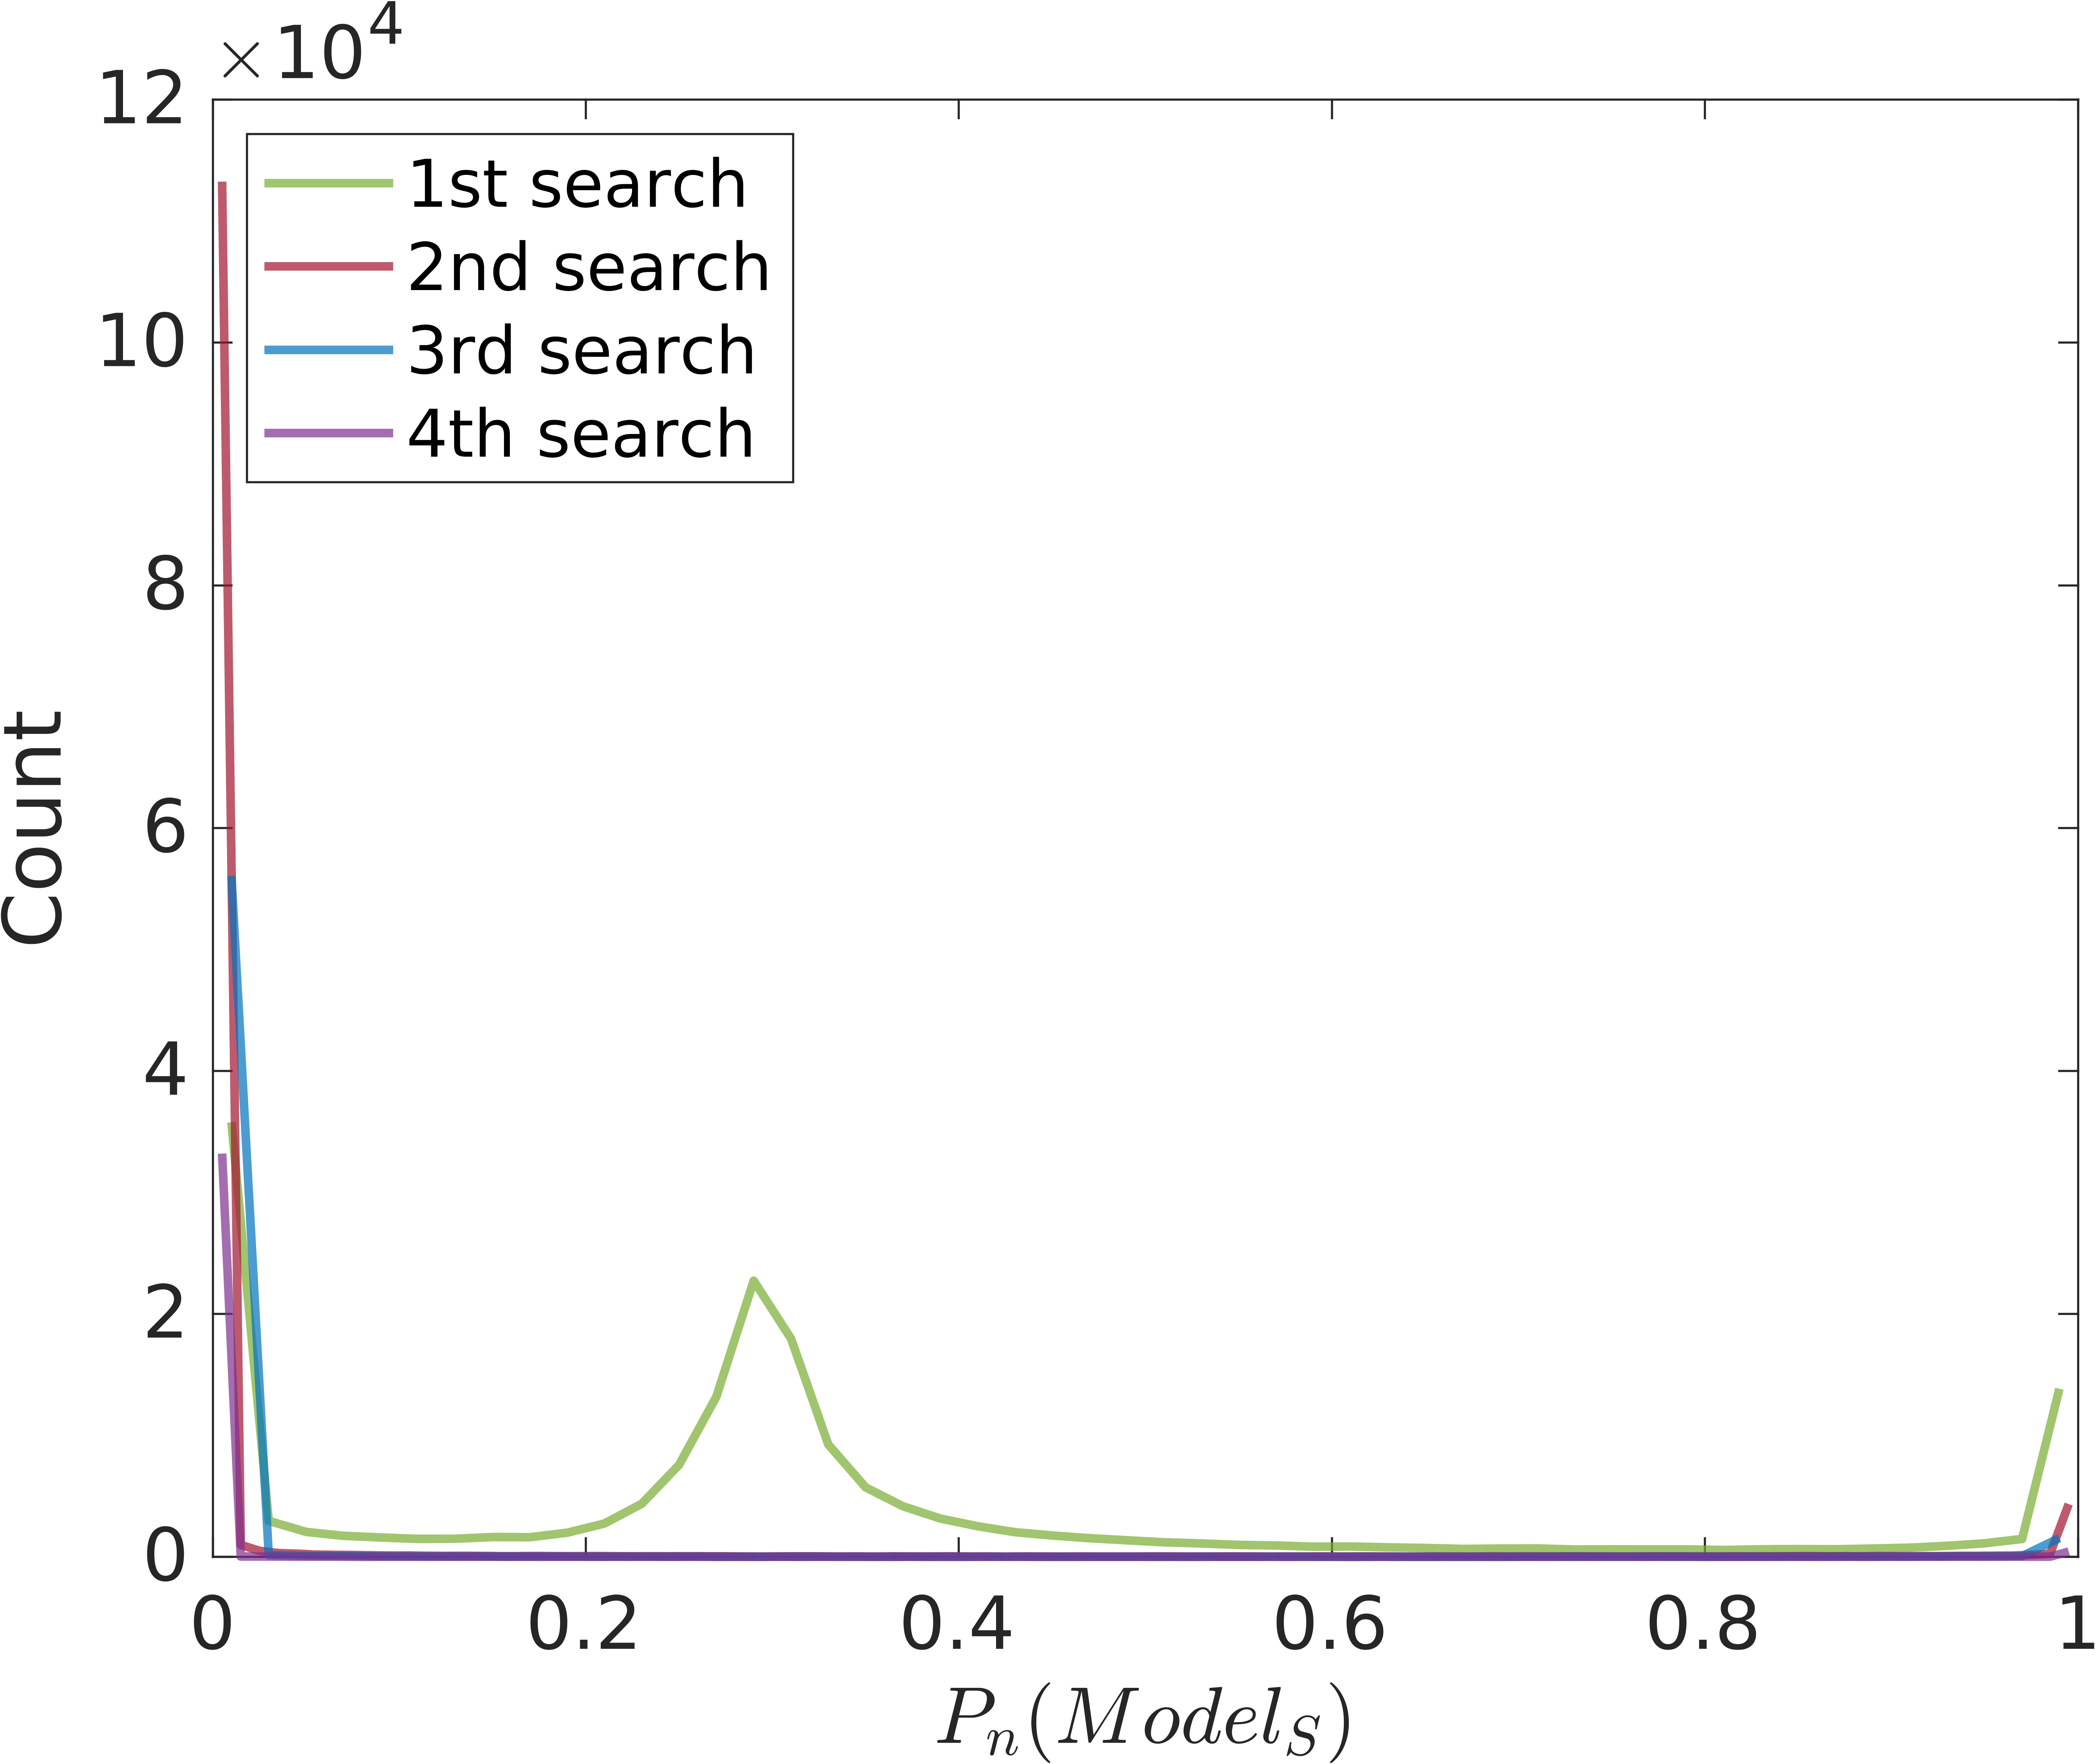 ×10^4
12
10
8
6
4
2
0
Count
1st search
2nd search
3rd search
4th search
0 0.2 0.4 0.6 0.8 1
P_n(Model_S)